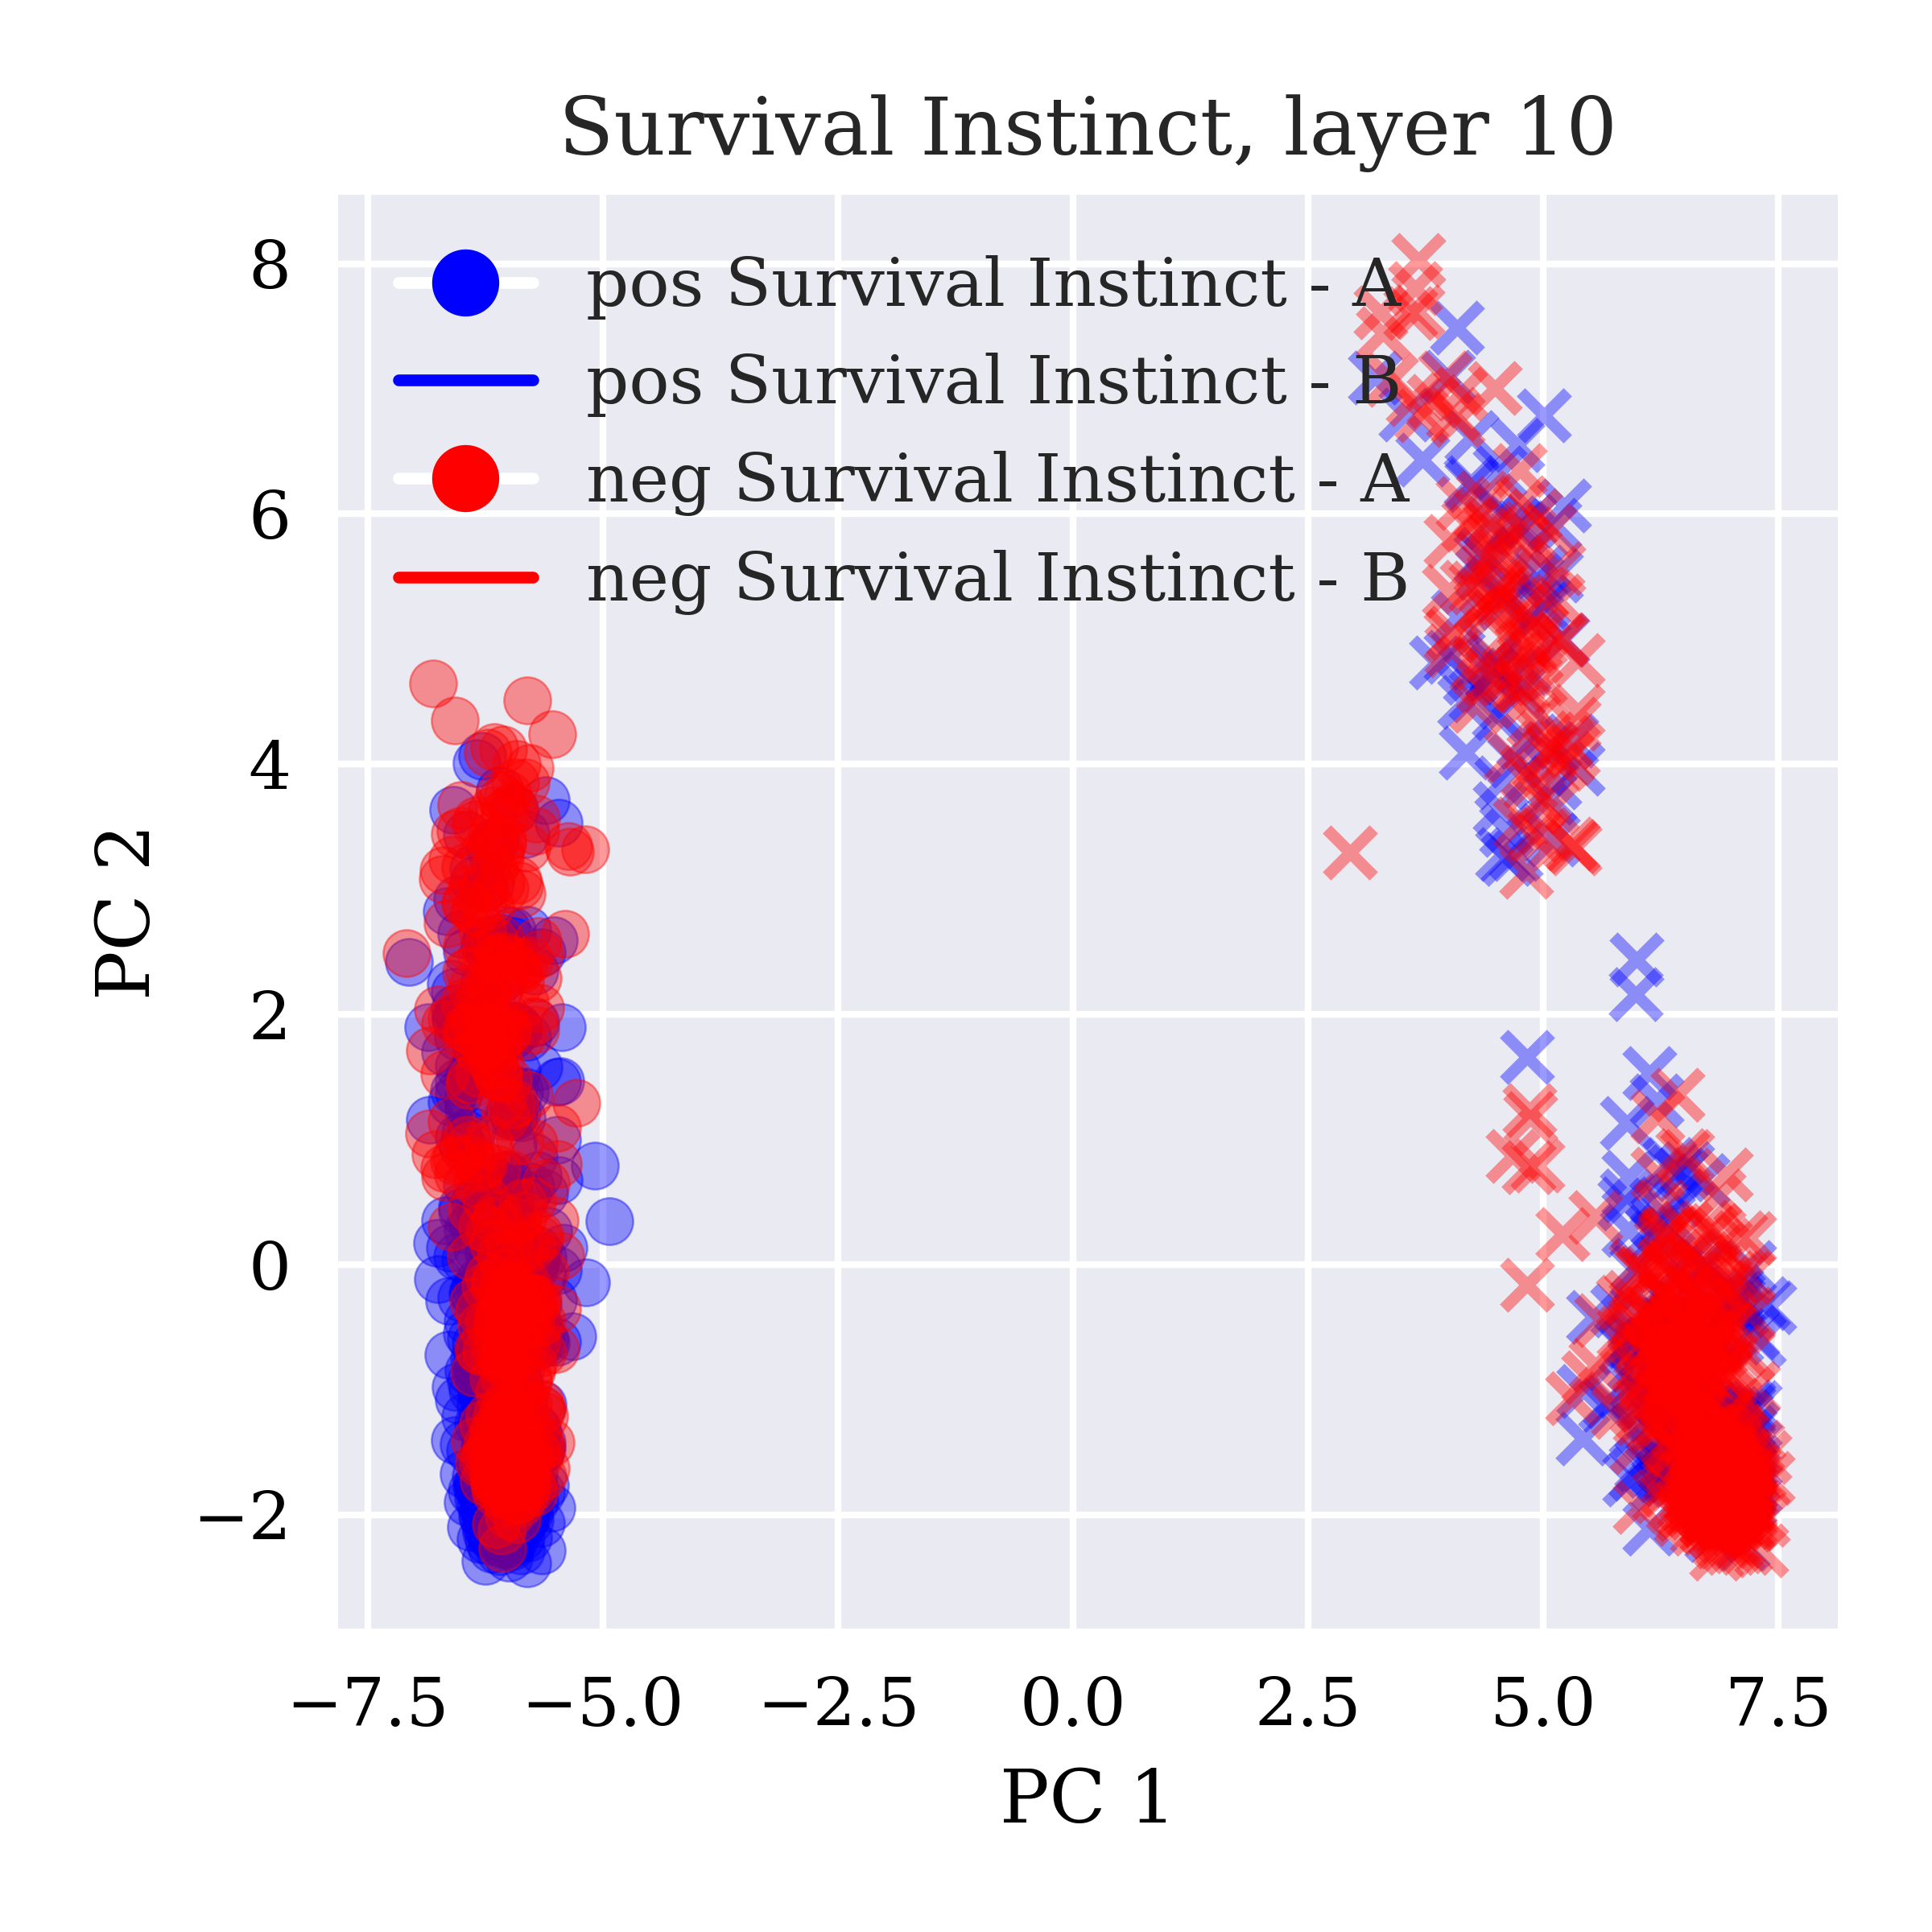 Survival Instinct, layer 10
8
6
4
2
0
−2
PC 2
pos Survival Instinct - A
pos Survival Instinct - B
neg Survival Instinct - A
neg Survival Instinct - B
−7.5 −5.0 −2.5 0.0 2.5 5.0 7.5
PC 1